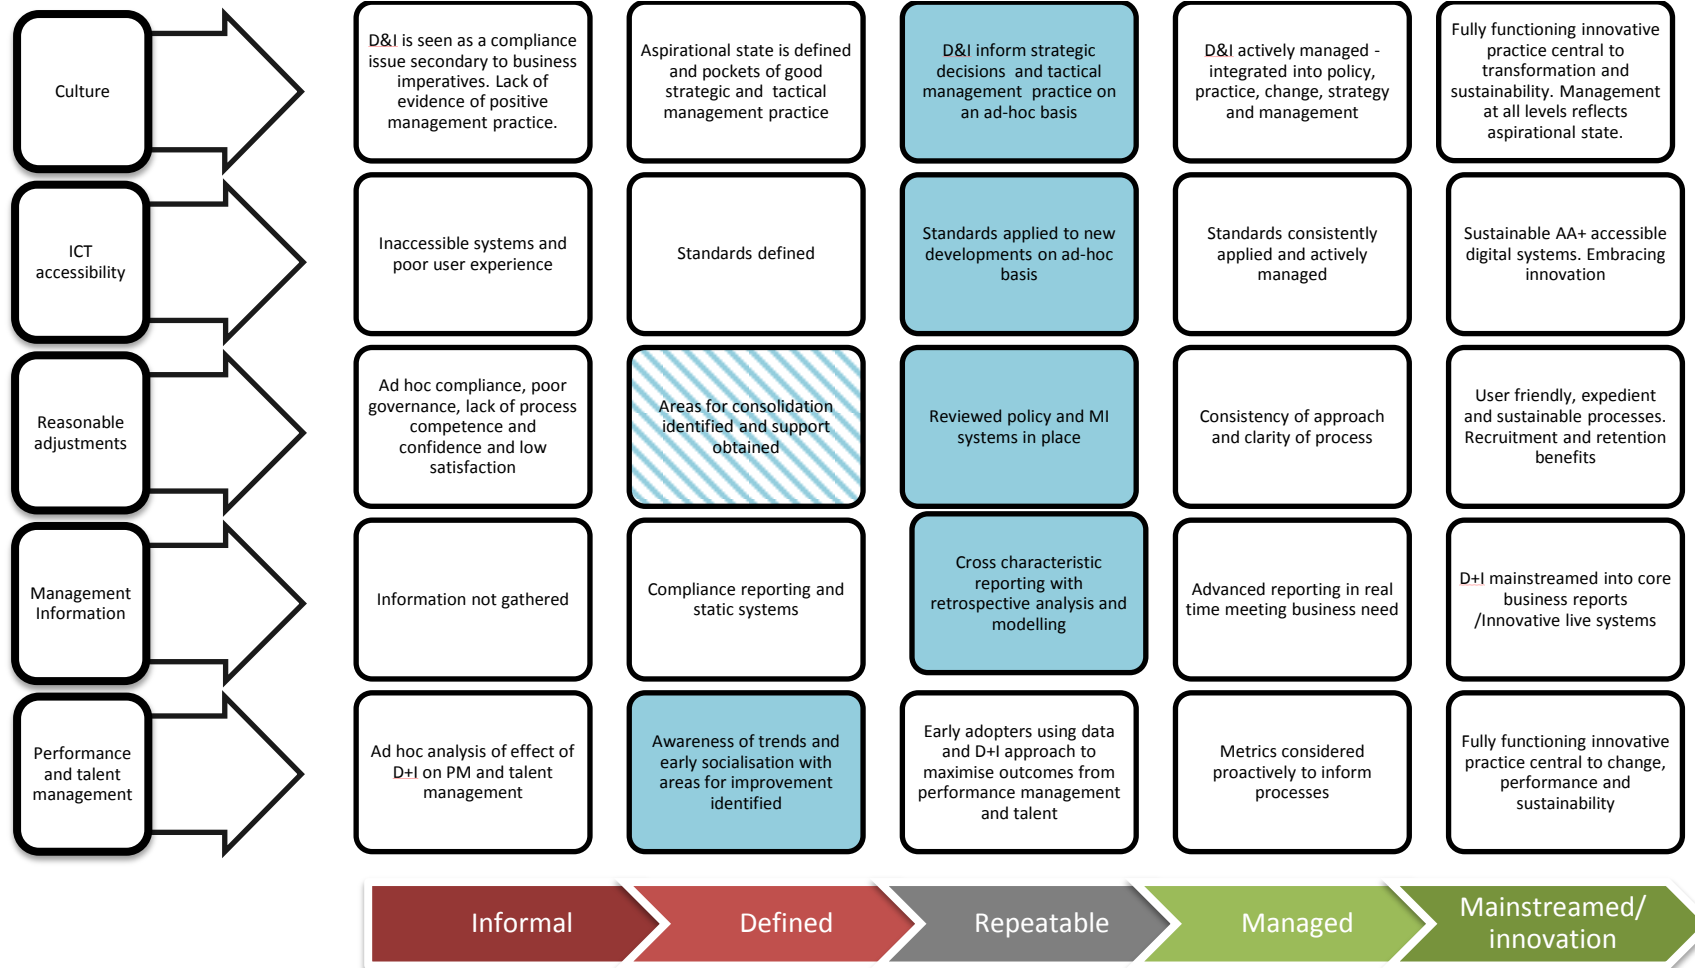 Culture
D&I is seen as a compliance
issue secondary to business
imperatives. Lack of
evidence of positive
management practice.
Aspirational state is defined
and pockets of good
strategic and tactical
management practice
D&I inform strategic
decisions and tactical
management practice on
an ad-hoc basis
D&I actively managed -
integrated into policy,
practice, change, strategy
and management
Fully functioning innovative
practice central to
transformation and
sustainability. Management
at all levels reflects
aspirational state.
ICT
accessibility
Inaccessible systems and
poor user experience
Standards defined
Standards applied to new
developments on ad-hoc
basis
Standards consistently
applied and actively
managed
Sustainable AA+ accessible
digital systems. Embracing
innovation
Reasonable
adjustments
Ad hoc compliance, poor
governance, lack of process
competence and
confidence and low
satisfaction
Areas for consolidation
identified and support
obtained
Reviewed policy and MI
systems in place
Consistency of approach
and clarity of process
User friendly, expedient
and sustainable processes.
Recruitment and retention
benefits
Management
Information
Information not gathered
Compliance reporting and
static systems
Cross characteristic
reporting with
retrospective analysis and
modelling
Advanced reporting in real
time meeting business need
D+I mainstreamed into core
business reports
/Innovative live systems
Performance
and talent
management
Ad hoc analysis of effect of
D+I on PM and talent
management
Awareness of trends and
early socialisation with
areas for improvement
identified
Early adopters using data
and D+I approach to
maximise outcomes from
performance management
and talent
Metrics considered
proactively to inform
processes
Fully functioning innovative
practice central to change,
performance and
sustainability
Informal
Defined
Repeatable
Managed
Mainstreamed/
innovation